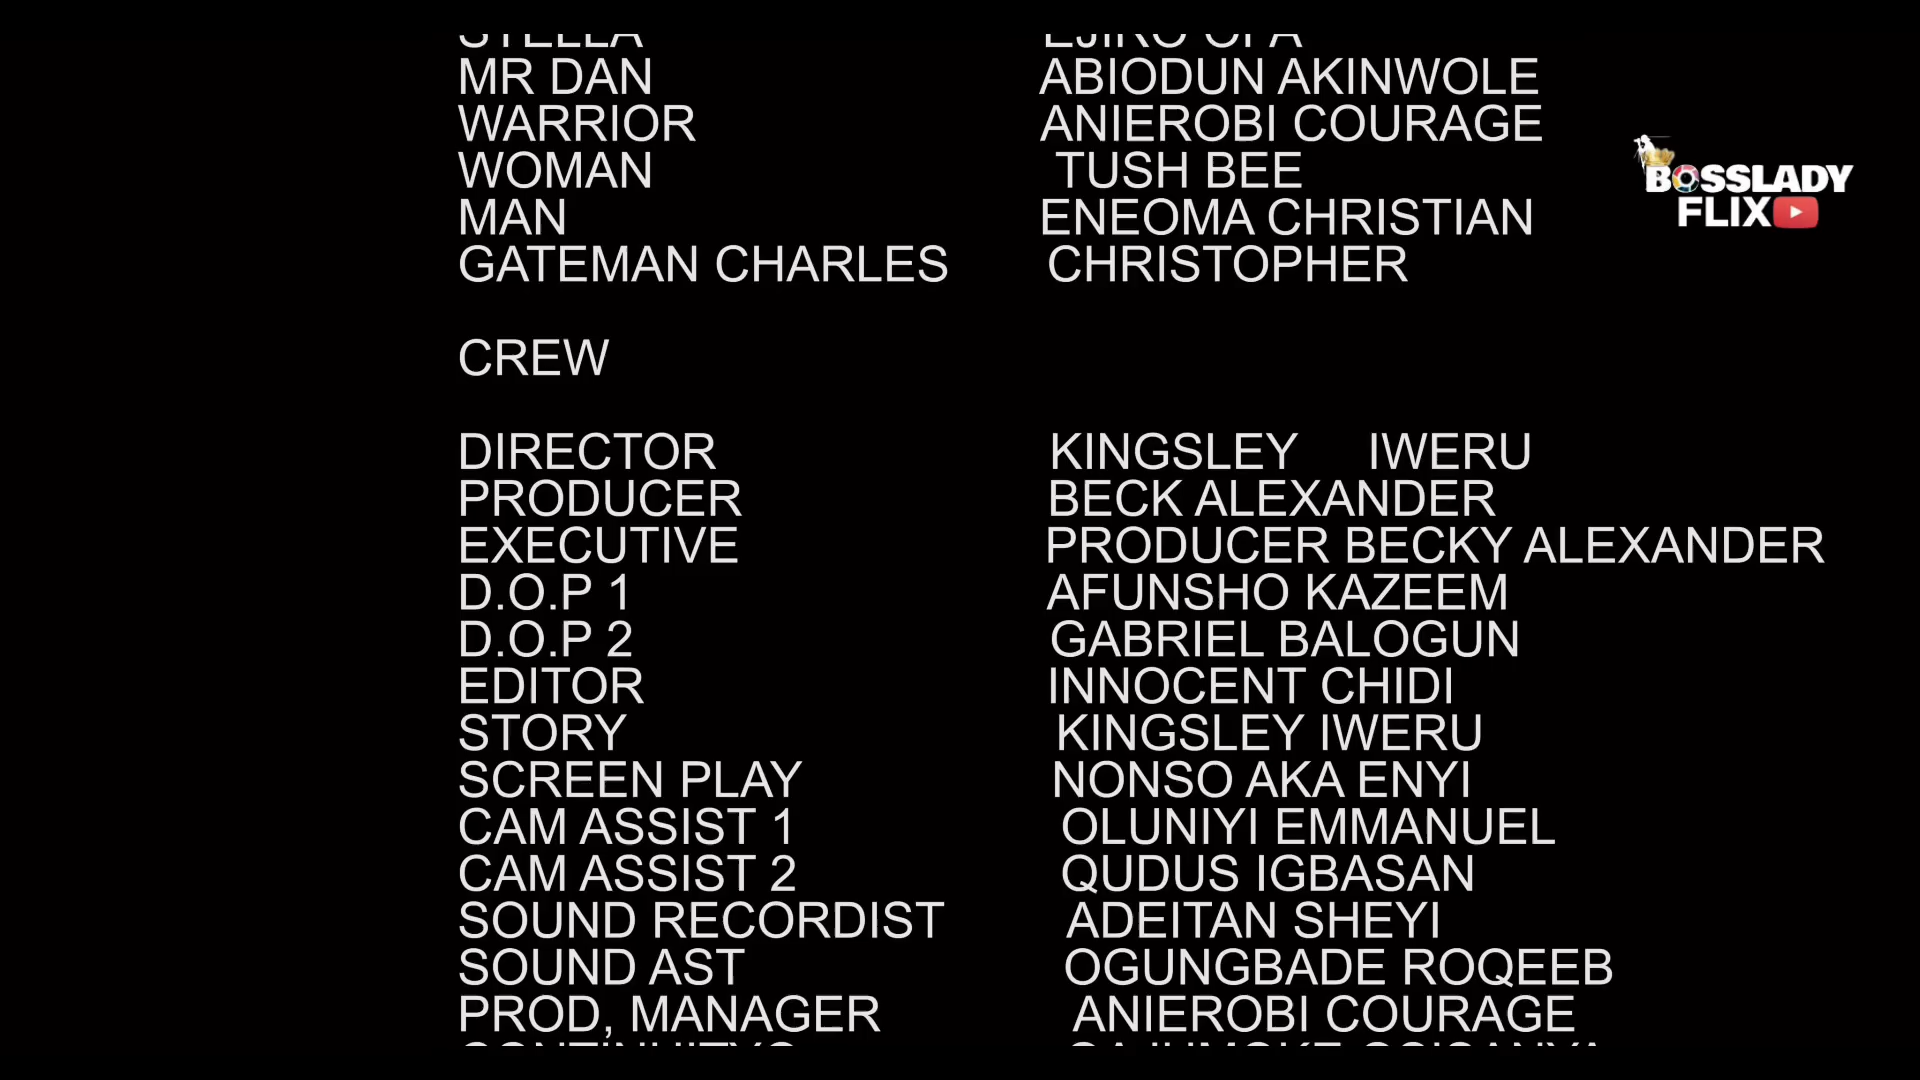 STELLA
MR DAN ABIODUN AKINWOLE
WARRIOR ANIEROBI COURAGE
WOMAN TUSH BEE
MAN ENEOMA CHRISTIAN
GATEMAN CHARLES CHRISTOPHER
BOSSLADY
FLIX
CREW
DIRECTOR KINGSLEY IWERU
PRODUCER BECK ALEXANDER
EXECUTIVE PRODUCER BECKY ALEXANDER
D.O.P 1 AFUNSHO KAZEEM
D.O.P 2 GABRIEL BALOGUN
EDITOR INNOCENT CHIDI
STORY KINGSLEY IWERU
SCREEN PLAY NONSO AKA ENYI
CAM ASSIST 1 OLUNIYI EMMANUEL
CAM ASSIST 2 QUDUS IGBASAN
SOUND RECORDIST ADEITAN SHEYI
SOUND AST OGUNGBADE ROQEEB
PROD, MANAGER ANIEROBI COURAGE